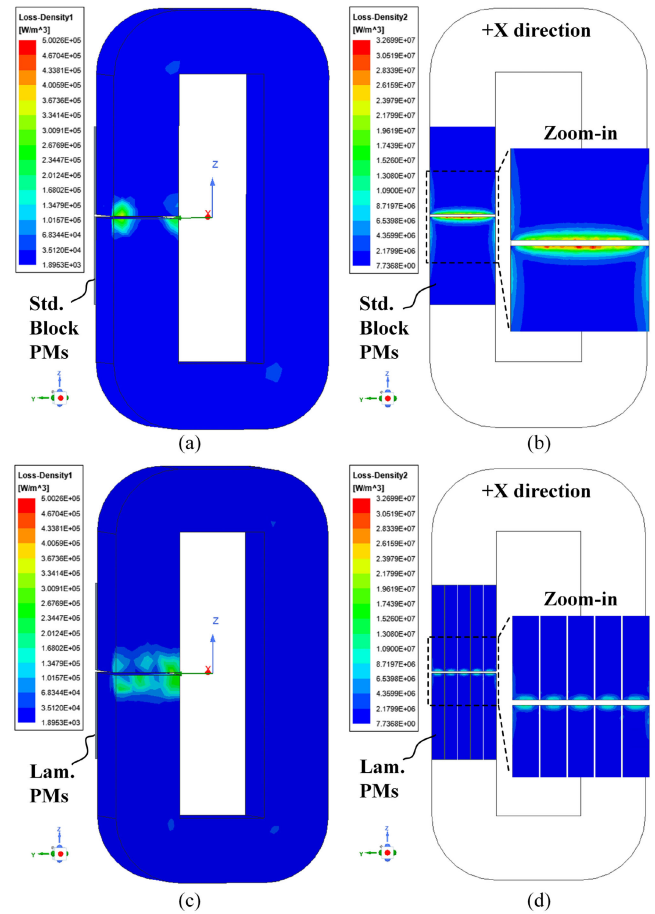 Loss-Density1
[W/m^3]
5.0026E+05
4.6704E+05
4.3381E+05
4.0059E+05
3.6736E+05
3.3414E+05
3.0091E+05
2.6769E+05
2.3447E+05
2.0124E+05
1.6802E+05
1.3479E+05
1.0157E+05
6.8344E+04
3.5120E+04
1.8953E+03
Z
X
Std.
Block
PMs
Z
Y
(a)
Loss-Density2
[W/m^3]
3.2699E+07
3.0519E+07
2.8339E+07
2.6159E+07
2.3979E+07
2.1799E+07
1.9619E+07
1.7439E+07
1.5260E+07
1.3080E+07
1.0900E+07
8.7197E+06
6.5398E+06
4.3599E+06
2.1799E+06
7.7368E+00
+X direction
Zoom-in
Std.
Block
PMs
Z
Y
(b)
Loss-Density1
[W/m^3]
5.0026E+05
4.6704E+05
4.3381E+05
4.0059E+05
3.6736E+05
3.3414E+05
3.0091E+05
2.6769E+05
2.3447E+05
2.0124E+05
1.6802E+05
1.3479E+05
1.0157E+05
6.8344E+04
3.5120E+04
1.8953E+03
Z
X
Lam.
PMs
Z
Y
(c)
Loss-Density2
[W/m^3]
3.2699E+07
3.0519E+07
2.8339E+07
2.6159E+07
2.3979E+07
2.1799E+07
1.9619E+07
1.7439E+07
1.5260E+07
1.3080E+07
1.0900E+07
8.7197E+06
6.5398E+06
4.3599E+06
2.1799E+06
7.7368E+00
+X direction
Zoom-in
Lam.
PMs
Z
Y
(d)